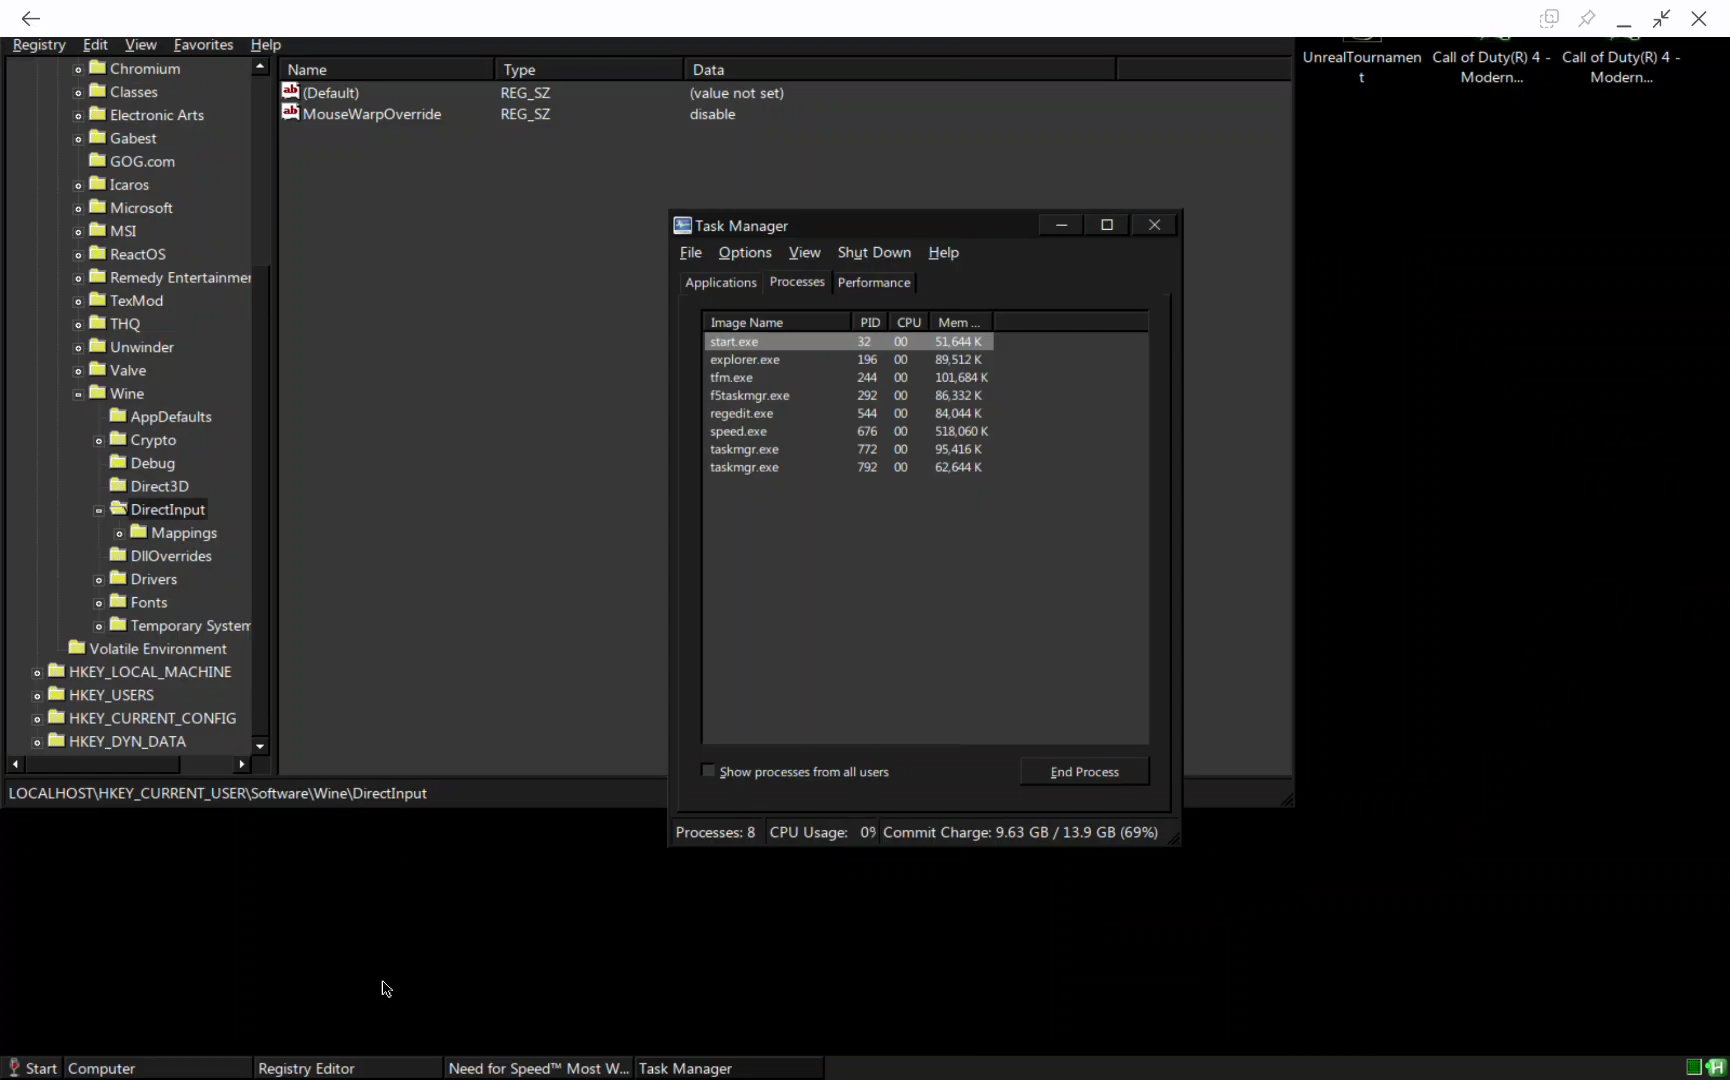 Registry Edit View Favorites Help
Chromium
Classes
Electronic Arts
Gabest
GOG.com
Icaros
Microsoft
MSI
ReactOS
Remedy Entertainmer
TexMod
THQ
Unwinder
Valve
Wine
AppDefaults
Crypto
Debug
Direct3D
DirectInput
Mappings
DllOverrides
Drivers
Fonts
Temporary System
Volatile Environment
HKEY_LOCAL_MACHINE
HKEY_USERS
HKEY_CURRENT_CONFIG
HKEY_DYN_DATA
Name Type Data
ab (Default) REG_SZ (value not set)
ab MouseWarpOverride REG_SZ disable
LOCALHOST\HKEY_CURRENT_USER\Software\Wine\DirectInput
Task Manager
File Options View Shut Down Help
Applications Processes Performance
Image Name PID CPU Mem ...
start.exe 32 00 51,644 K
explorer.exe 196 00 89,512 K
tfm.exe 244 00 101,684 K
f5taskmgr.exe 292 00 86,332 K
regedit.exe 544 00 84,044 K
speed.exe 676 00 518,060 K
taskmgr.exe 772 00 95,416 K
taskmgr.exe 792 00 62,644 K
Show processes from all users
End Process
Processes: 8 CPU Usage: 0% Commit Charge: 9.63 GB / 13.9 GB (69%)
UnrealTournamen
t
Call of Duty(R) 4 -
Modern...
Call of Duty(R) 4 -
Modern...
Start Computer Registry Editor Need for Speed™ Most W... Task Manager
H